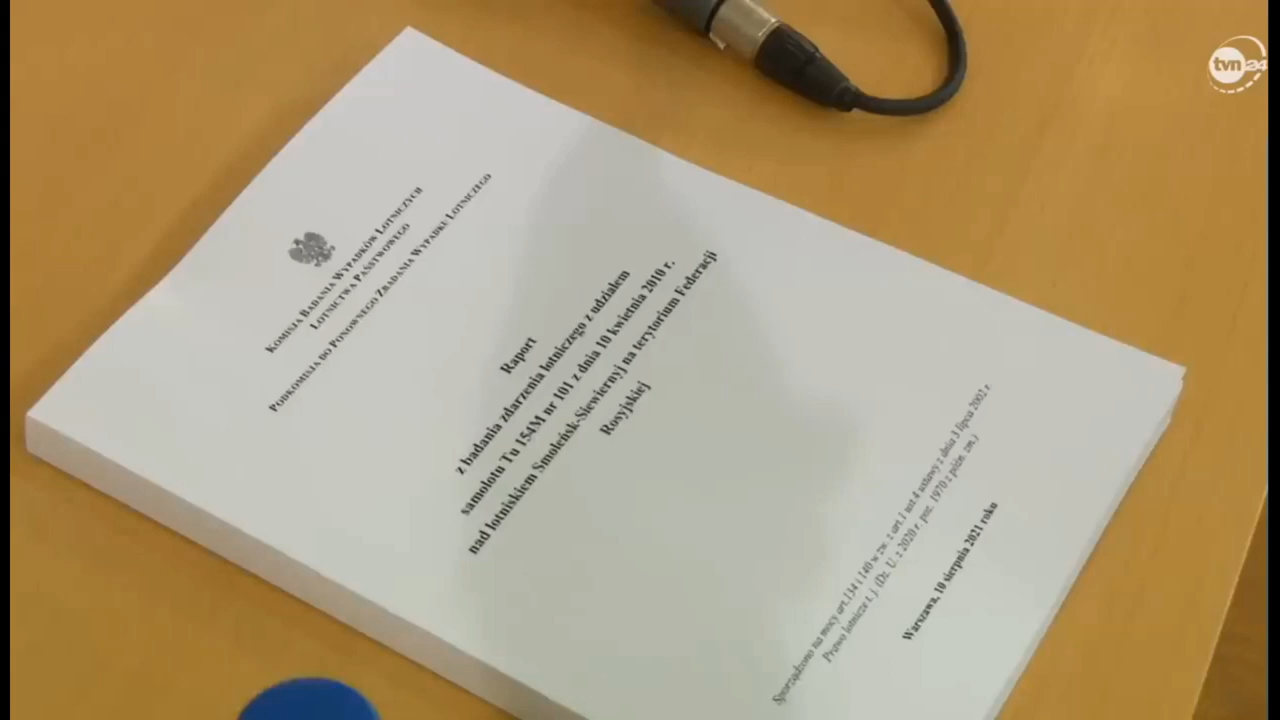 tvn24
KOMISJA BADANIA WYPADKÓW LOTNICZYCH
LOTNICTWA PAŃSTWOWEGO
PODKOMISJA DO PONOWNEGO ZBADANIA WYPADKU LOTNICZEGO
Raport
z badania zdarzenia lotniczego z udziałem
samolotu Tu 154M nr 101 z dnia 10 kwietnia 2010 r.
nad lotniskiem Smoleńsk-Siewiernyj na terytorium Federacji
Rosyjskiej
Sporządzono na mocy art.134 i 140 w zw. z art.1 ust 4 ustawy z dnia 3 lipca 2002 r.
Prawo lotnicze t. j. (Dz. U. z 2020 r. poz. 1970 z późn. zm.)
Warszawa, 10 sierpnia 2021 roku